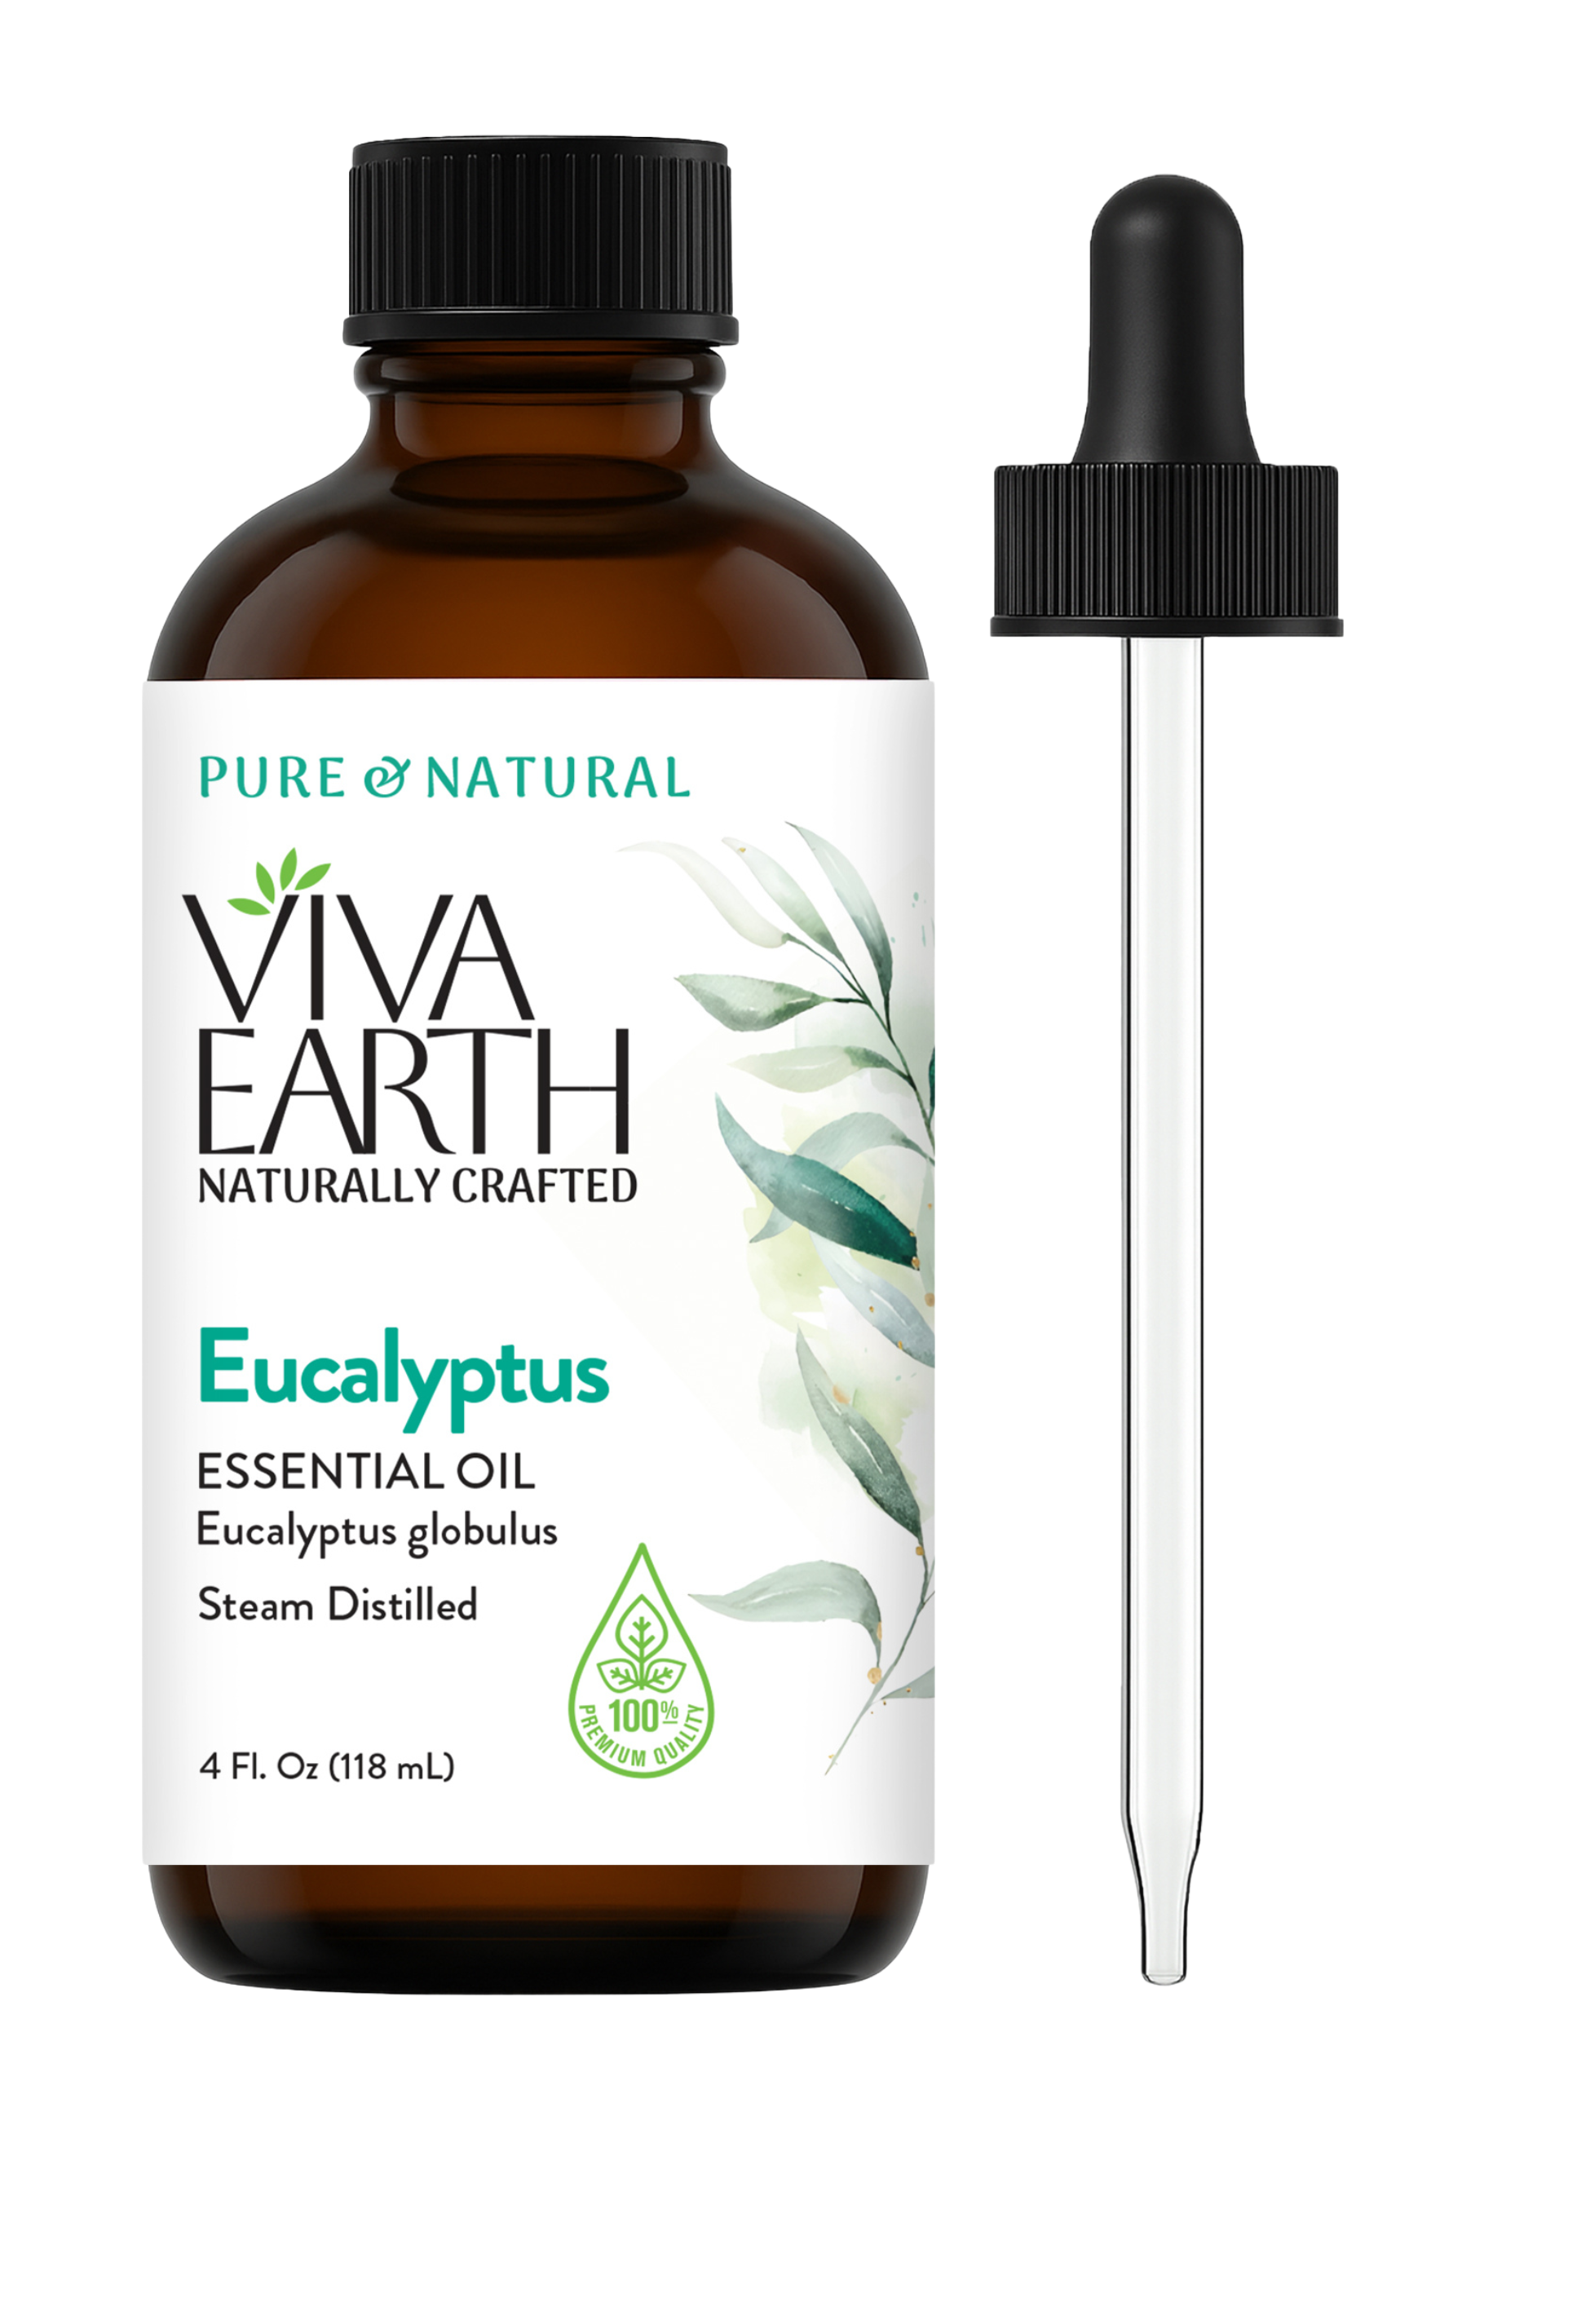 PURE & NATURAL
VIVA
EARTH
NATURALLY CRAFTED
Eucalyptus
ESSENTIAL OIL
Eucalyptus globulus
Steam Distilled
100%
PREMIUM QUALITY
4 Fl. Oz (118 mL)